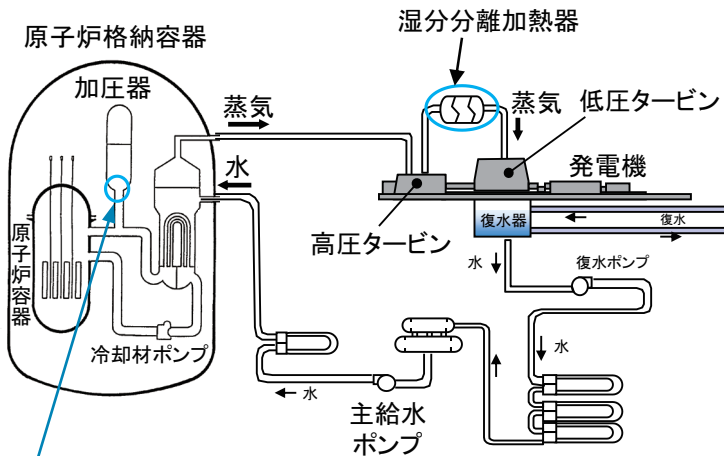 湿分分離加熱器
原子炉格納容器
加圧器
蒸気
蒸気
低圧タービン
水
発電機
復水器
復水
高圧タービン
原子炉容器
水
復水ポンプ
冷却材ポンプ
水
水
主給水
ポンプ